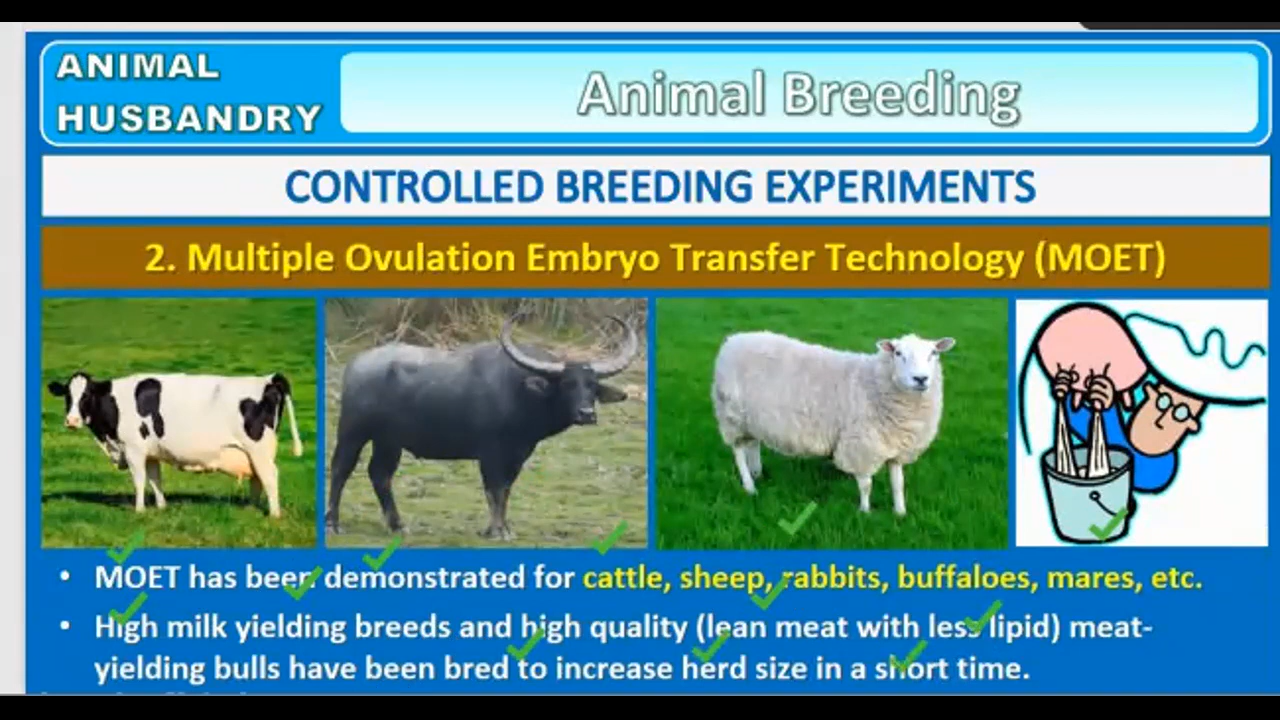 ANIMAL
HUSBANDRY
Animal Breeding
CONTROLLED BREEDING EXPERIMENTS
2. Multiple Ovulation Embryo Transfer Technology (MOET)
• MOET has been demonstrated for cattle, sheep, rabbits, buffaloes, mares, etc.
• High milk yielding breeds and high quality (lean meat with less lipid) meat-
yielding bulls have been bred to increase herd size in a short time.